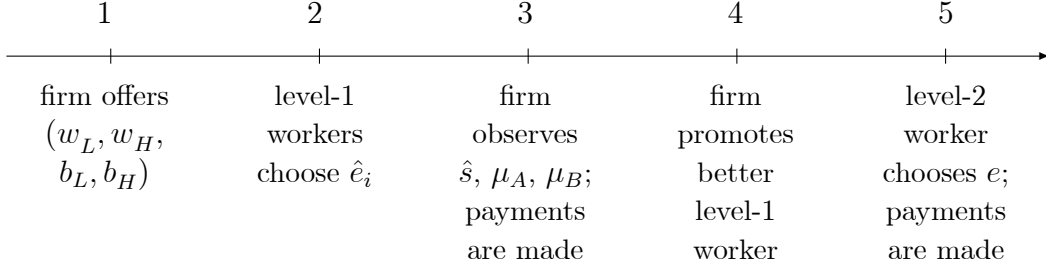 1 2 3 4 5
firm offers level-1 firm firm level-2
(w_L, w_H, workers observes promotes worker
b_L, b_H) choose ê_i ŝ, μ_A, μ_B; better chooses e;
payments level-1 payments
are made worker are made